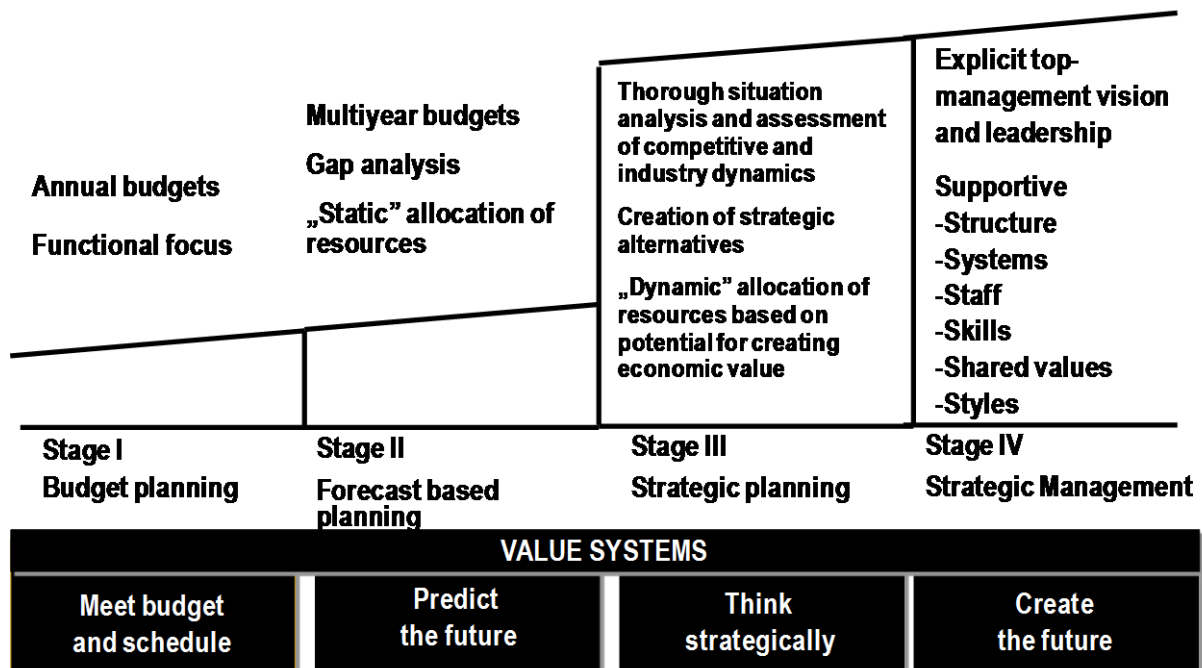 Annual budgets
Functional focus
Multiyear budgets
Gap analysis
„Static” allocation of
resources
Thorough situation
analysis and assessment
of competitive and
industry dynamics
Creation of strategic
alternatives
„Dynamic” allocation of
resources based on
potential for creating
economic value
Explicit top-
management vision
and leadership
Supportive
-Structure
-Systems
-Staff
-Skills
-Shared values
-Styles
Stage I
Budget planning
Stage II
Forecast based
planning
Stage III
Strategic planning
Stage IV
Strategic Management
VALUE SYSTEMS
Meet budget
and schedule
Predict
the future
Think
strategically
Create
the future